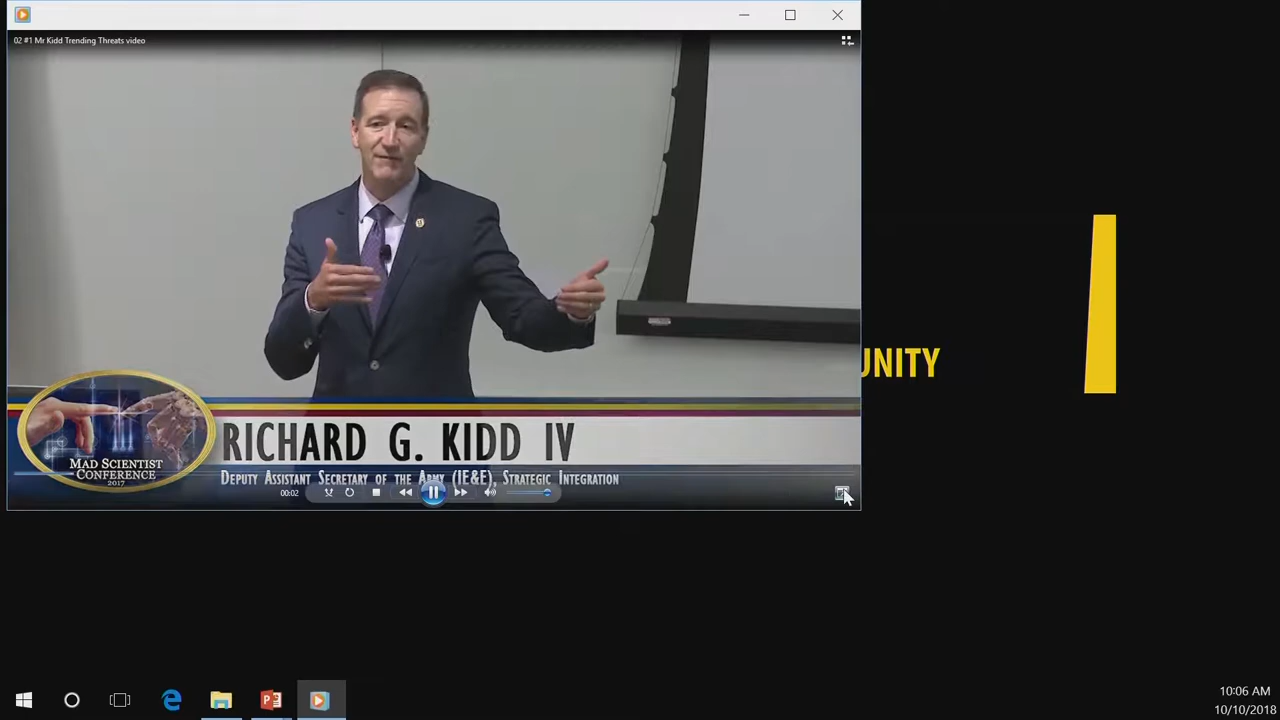 02 #1 Mr Kidd Trending Threats video
UNITY
MAD SCIENTIST
CONFERENCE
2017
RICHARD G. KIDD IV
DEPUTY ASSISTANT SECRETARY OF THE ARMY (IE&E), STRATEGIC INTEGRATION
00:02
10:06 AM
10/10/2018